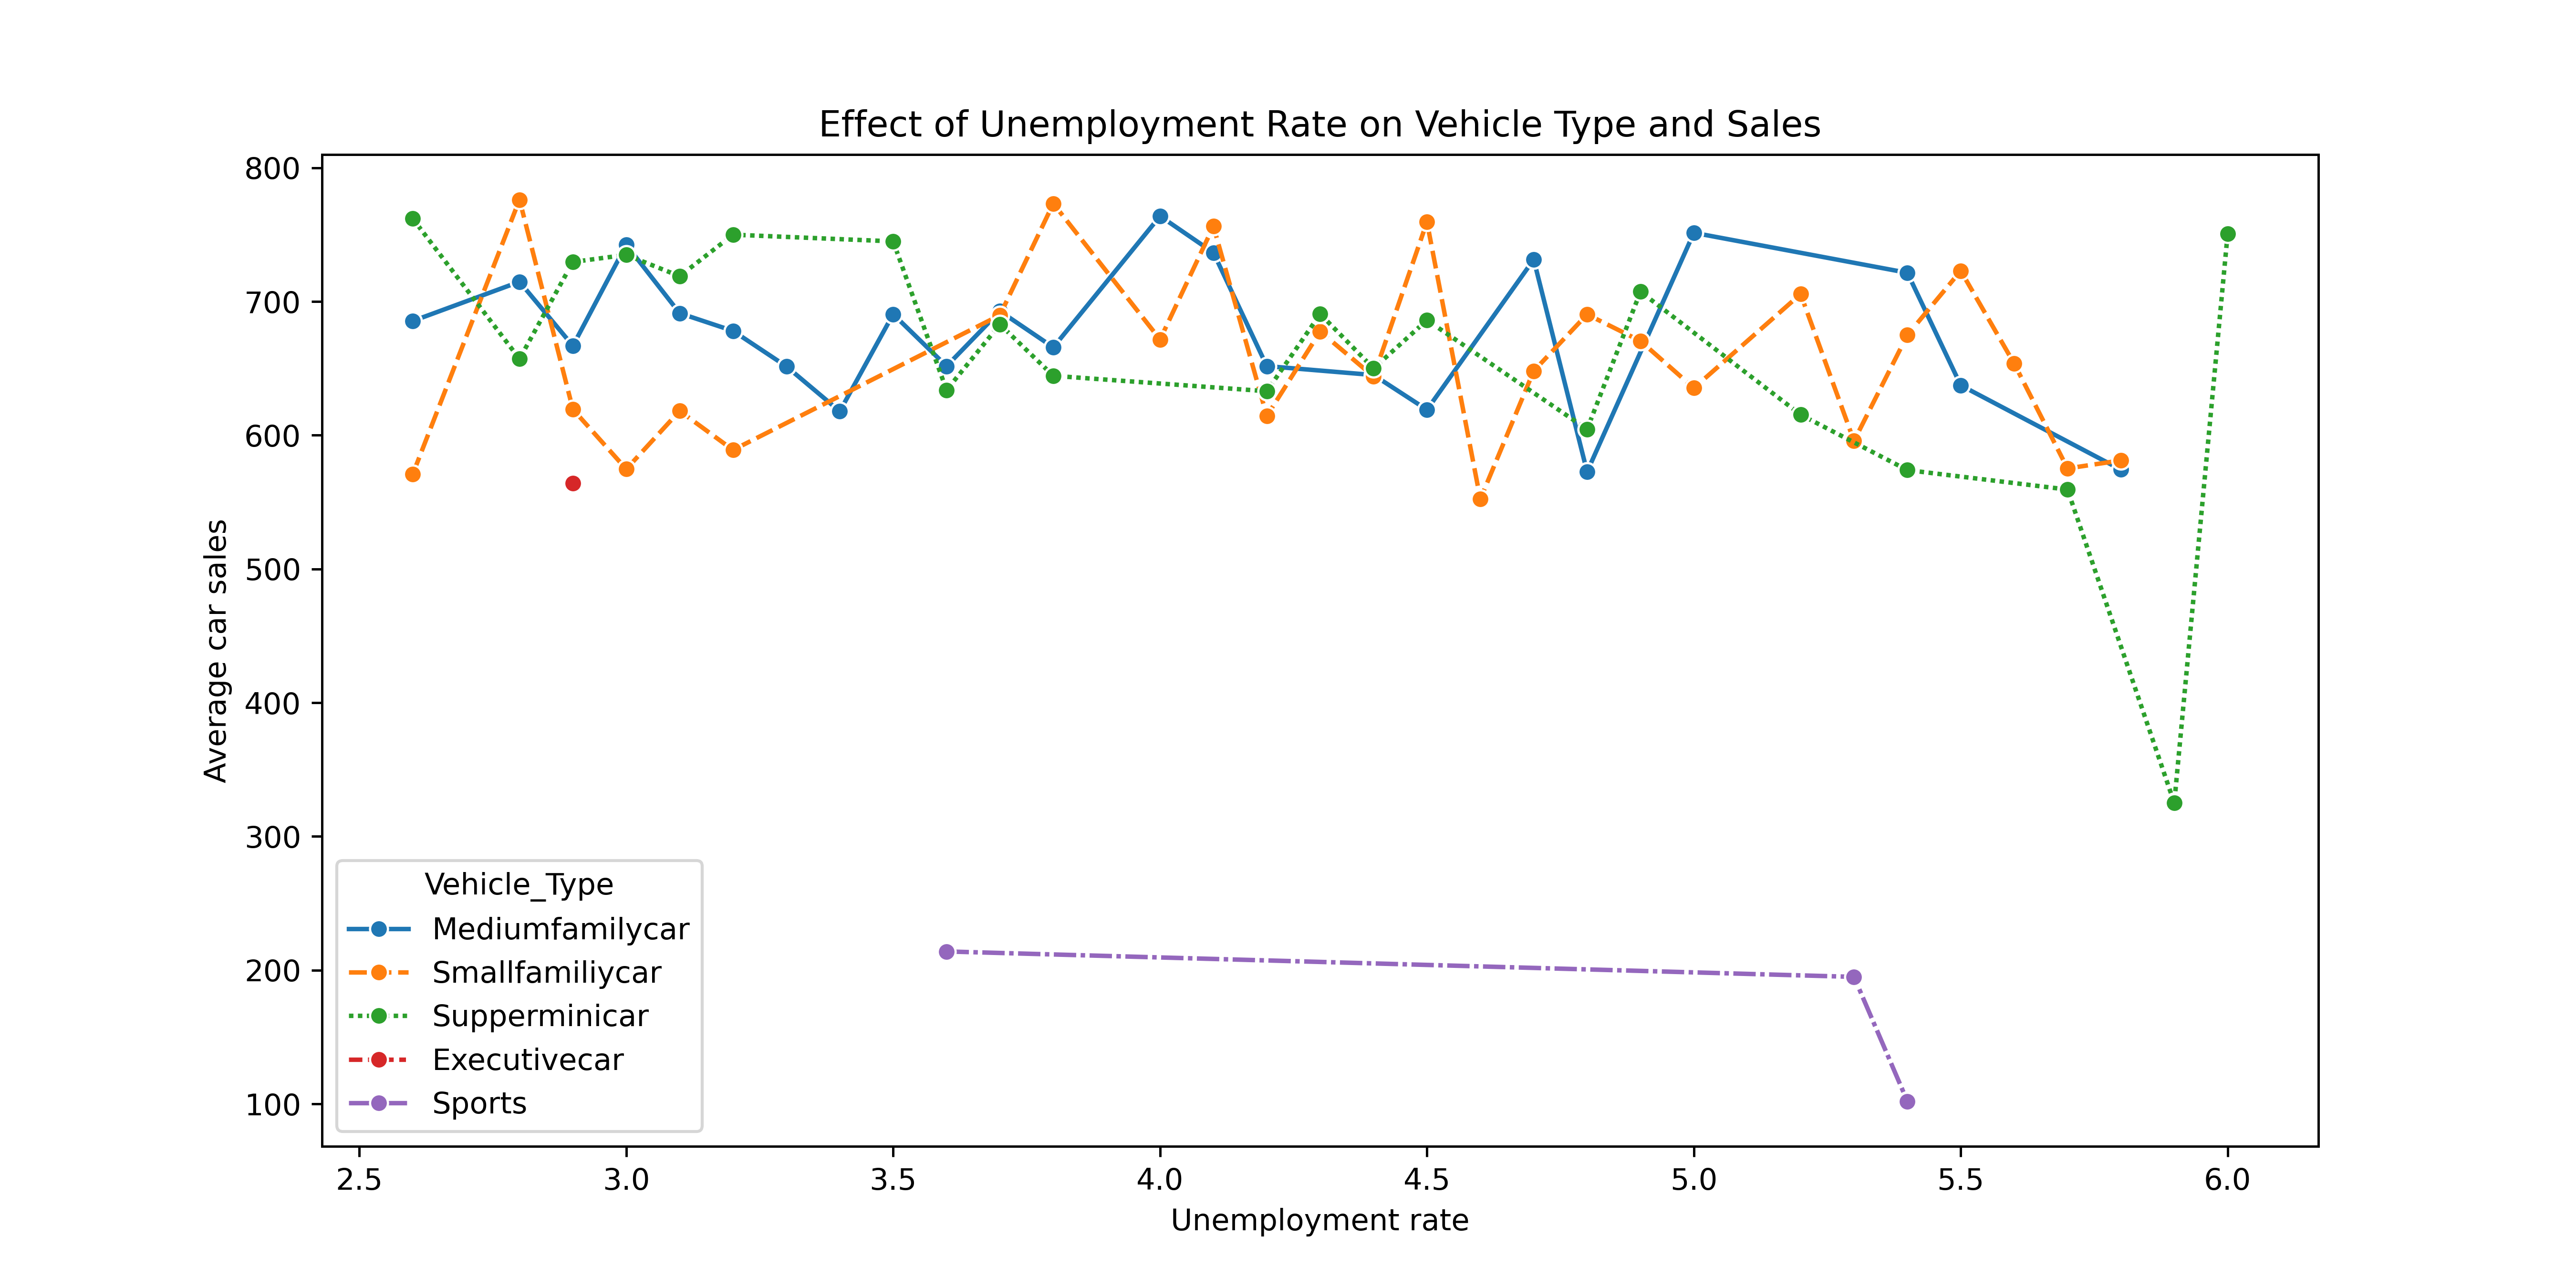 Effect of Unemployment Rate on Vehicle Type and Sales
800
700
600
500
400
300
200
100
Average car sales
Vehicle_Type
Mediumfamilycar
Smallfamiliycar
Supperminicar
Executivecar
Sports
2.5 3.0 3.5 4.0 4.5 5.0 5.5 6.0
Unemployment rate